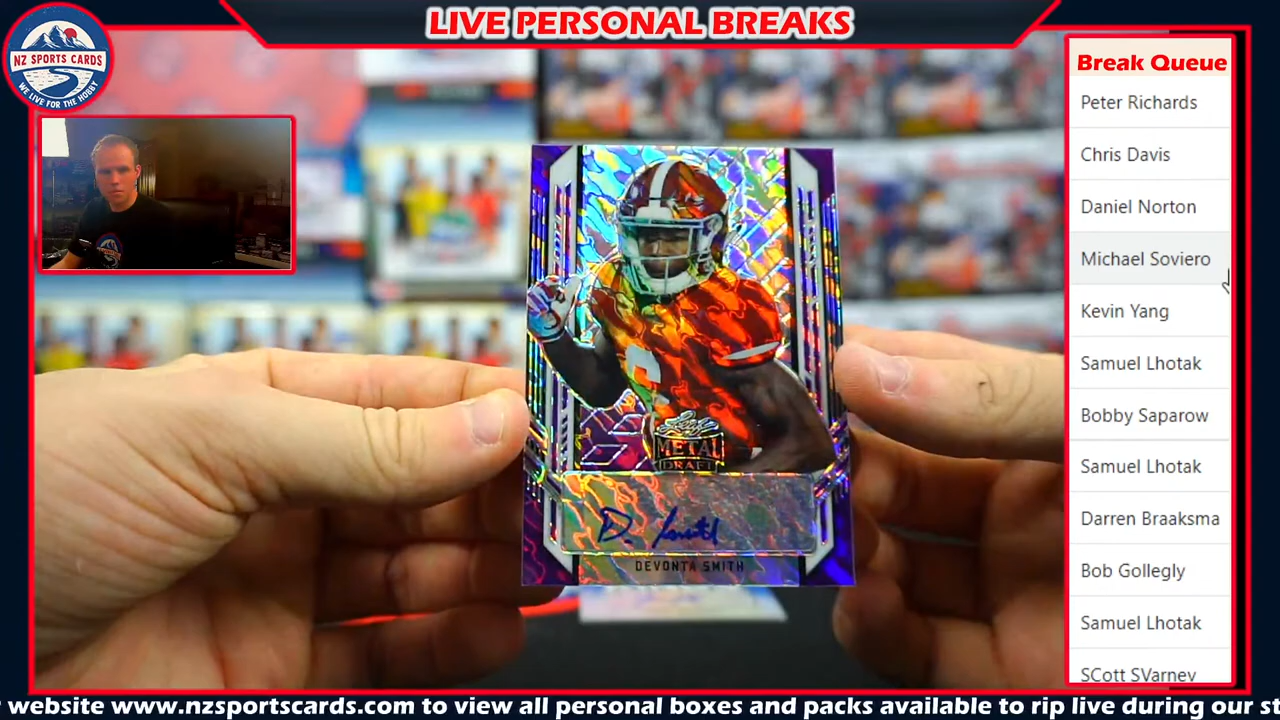 LIVE PERSONAL BREAKS
NZ SPORTS CARDS
WE LIVE FOR THE HOBBY
Break Queue
Peter Richards
Chris Davis
Daniel Norton
Michael Soviero
Kevin Yang
Samuel Lhotak
Bobby Saparow
Samuel Lhotak
Darren Braaksma
Bob Gollegly
Samuel Lhotak
SCott SVarney
Leaf
METAL
DRAFT
D. Smith
DEVONTA SMITH
website www.nzsportscards.com to view all personal boxes and packs available to rip live during our st